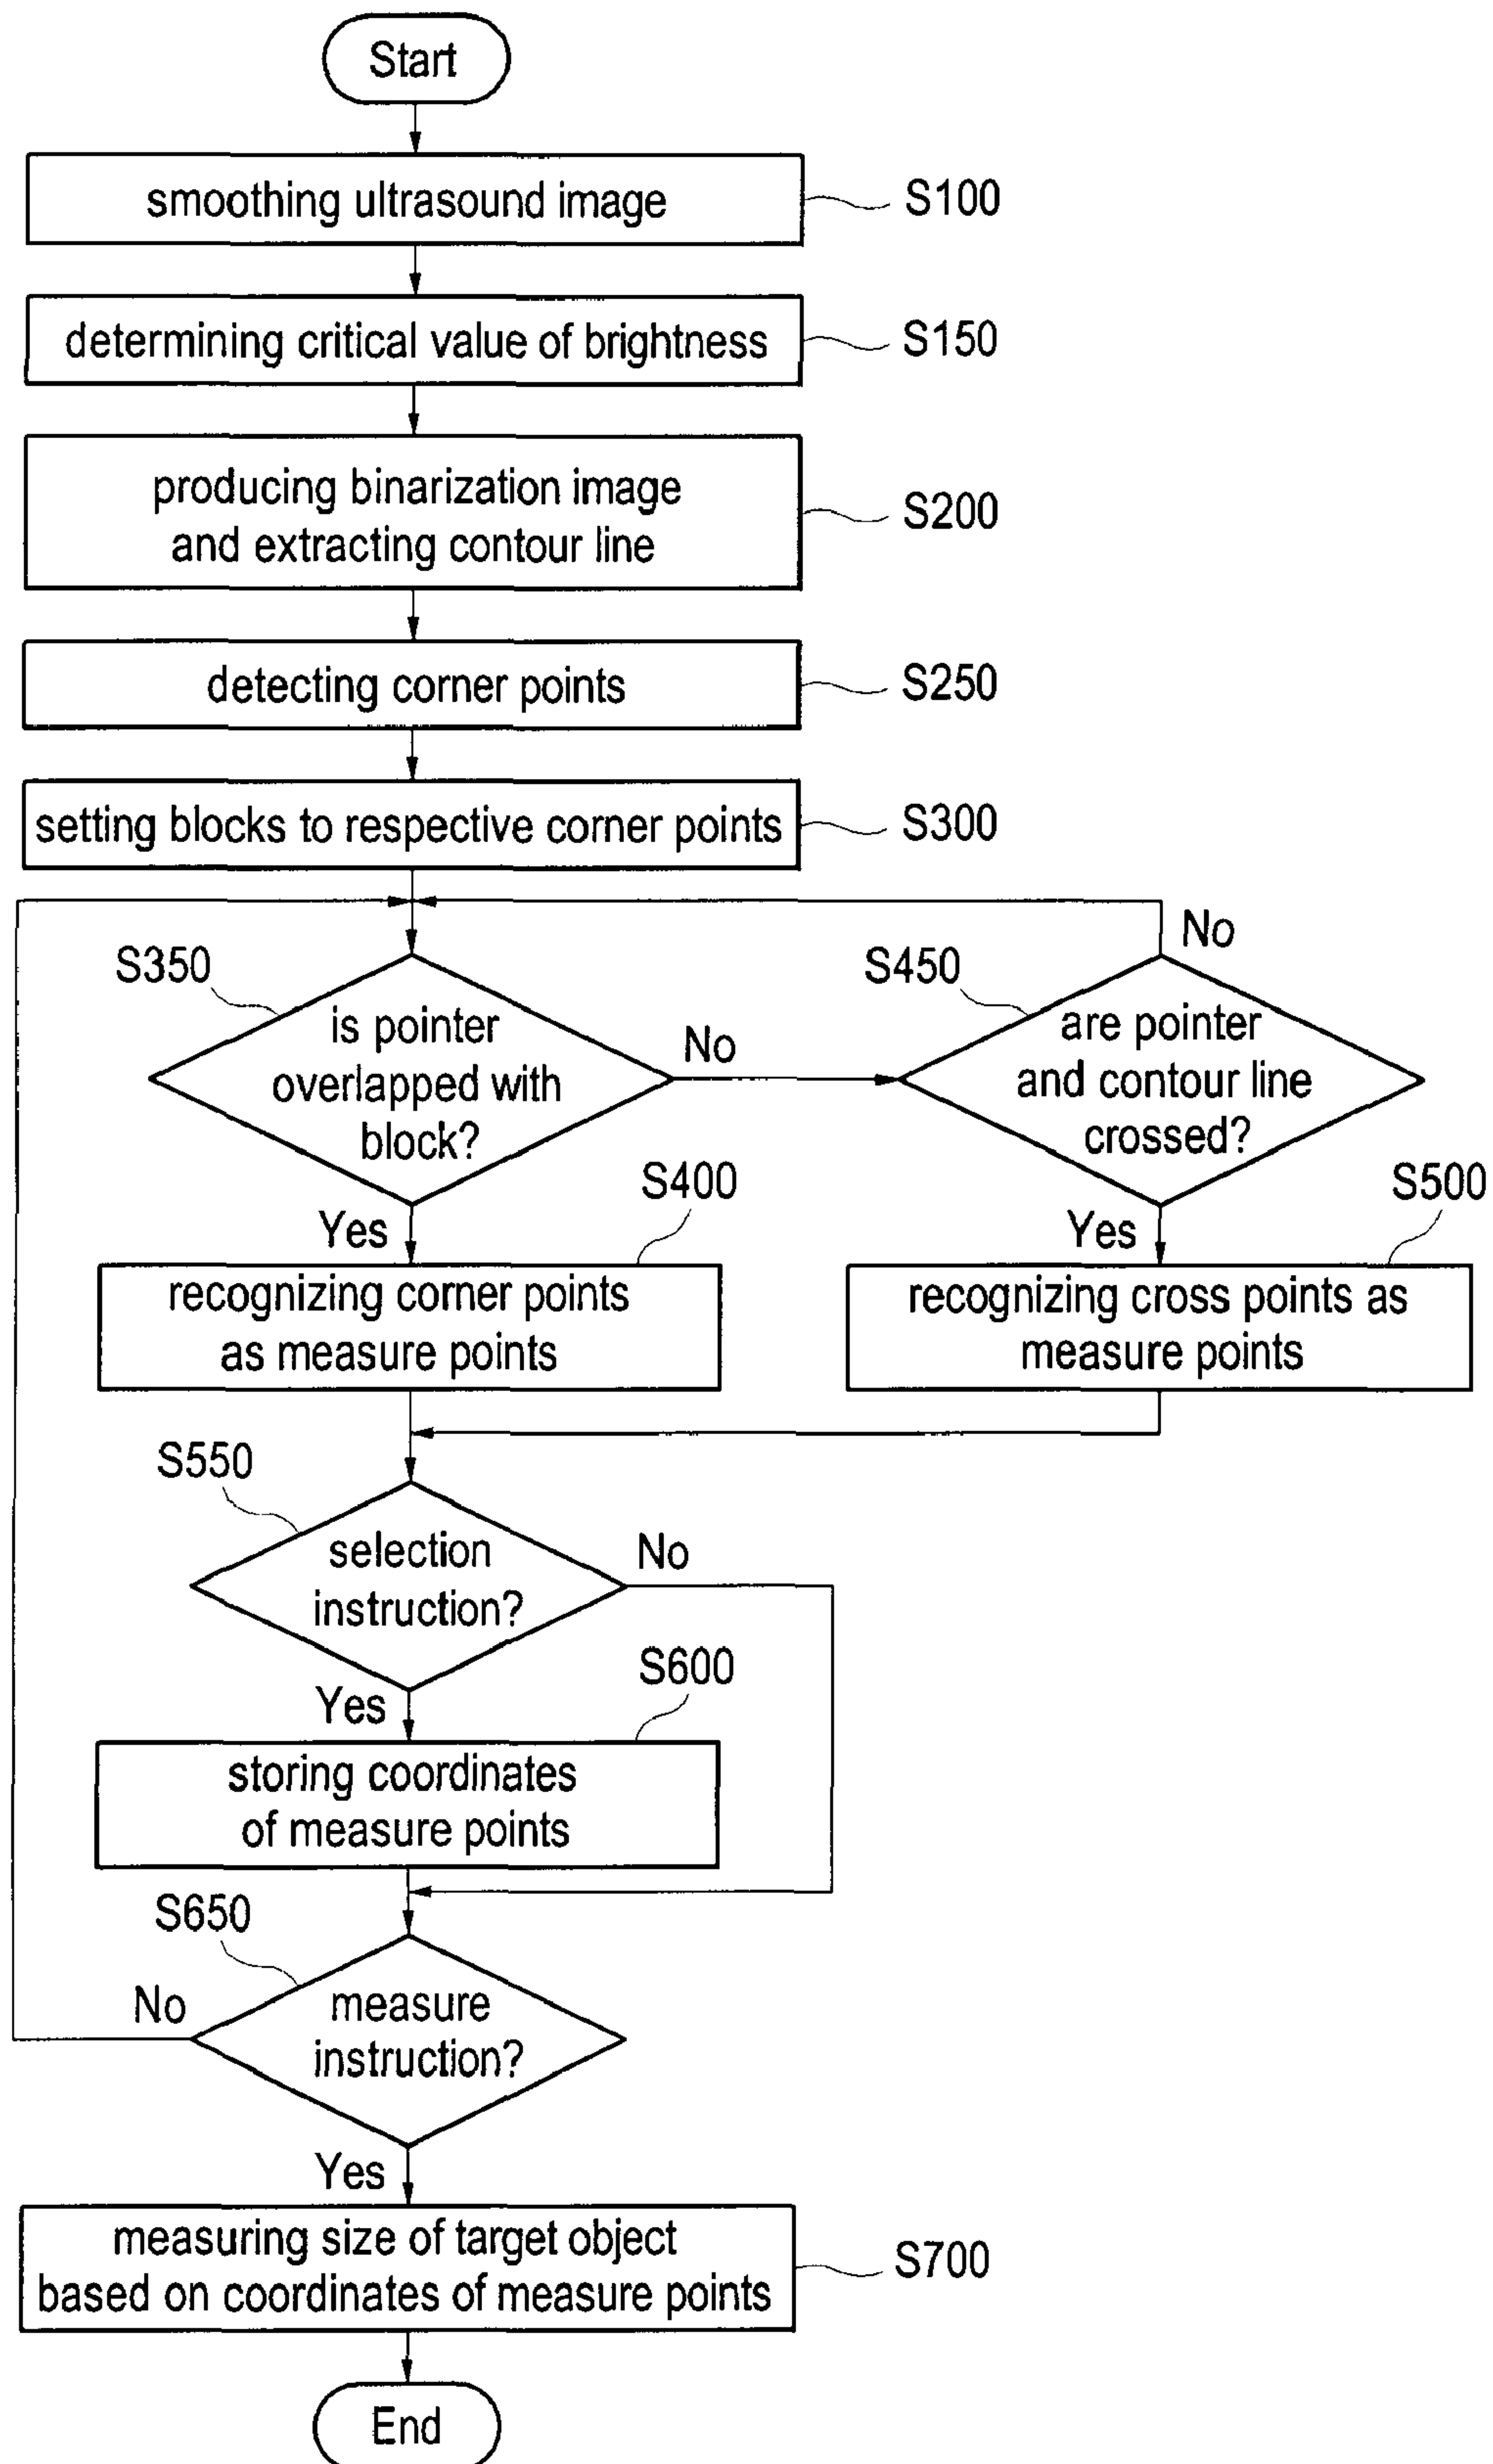 Start
smoothing ultrasound image
S100
determining critical value of brightness
S150
producing binarization image
and extracting contour line
S200
detecting corner points
S250
setting blocks to respective corner points
S300
No
S350
S450
is pointer
overlapped with
block?
No
are pointer
and contour line
crossed?
S400
S500
Yes
Yes
recognizing corner points
as measure points
recognizing cross points as
measure points
S550
selection
instruction?
No
S600
Yes
storing coordinates
of measure points
S650
No
measure
instruction?
Yes
measuring size of target object
based on coordinates of measure points
S700
End